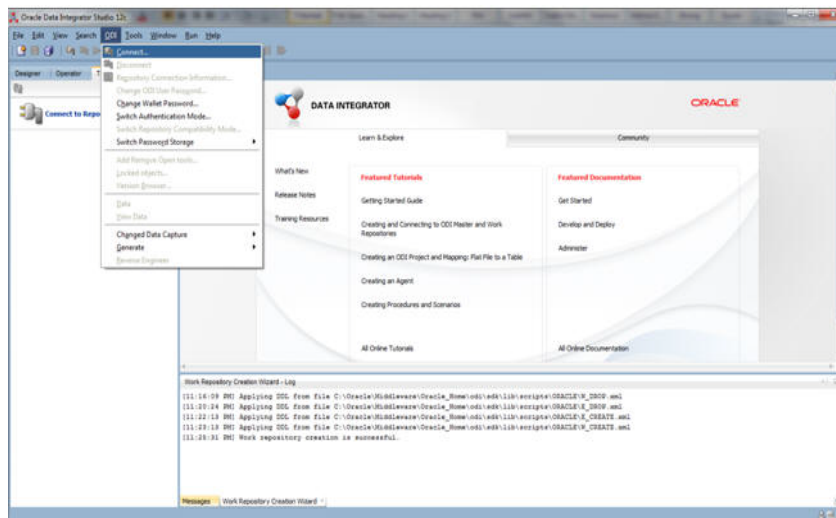 Oracle Data Integrator Studio 12c
File Edit View Search ODI Tools Window Run Help
Connect...
Disconnect
Repository Connection Information...
Change ODI User Password...
Change Wallet Password...
Switch Authentication Mode...
Switch Repository Compatibility Mode...
Switch Password Storage
Add Remove Open tools...
Locked objects...
Version Browser...
Data
View Data
Changed Data Capture
Generate
Reverse Engineer
Designer Operator T
Connect to Repo
DATA INTEGRATOR
ORACLE
Learn & Explore
Community
What's New
Release Notes
Training Resources
Featured Tutorials
Getting Started Guide
Creating and Connecting to ODI Master and Work
Repositories
Creating an ODI Project and Mapping: Flat File to a Table
Creating an Agent
Creating Procedures and Scenarios
All Online Tutorials
Featured Documentation
Get Started
Develop and Deploy
Administer
All Online Documentation
Work Repository Creation Wizard - Log
[11:16:09 PM] Applying DDL from file C:\Oracle\Middleware\Oracle_Home\odi\sdk\lib\scripts\ORACLE\W_DROP.xml
[11:20:24 PM] Applying DDL from file C:\Oracle\Middleware\Oracle_Home\odi\sdk\lib\scripts\ORACLE\E_DROP.xml
[11:22:13 PM] Applying DDL from file C:\Oracle\Middleware\Oracle_Home\odi\sdk\lib\scripts\ORACLE\E_CREATE.xml
[11:23:13 PM] Applying DDL from file C:\Oracle\Middleware\Oracle_Home\odi\sdk\lib\scripts\ORACLE\W_CREATE.xml
[11:25:31 PM] Work repository creation is successful.
Messages Work Repository Creation Wizard